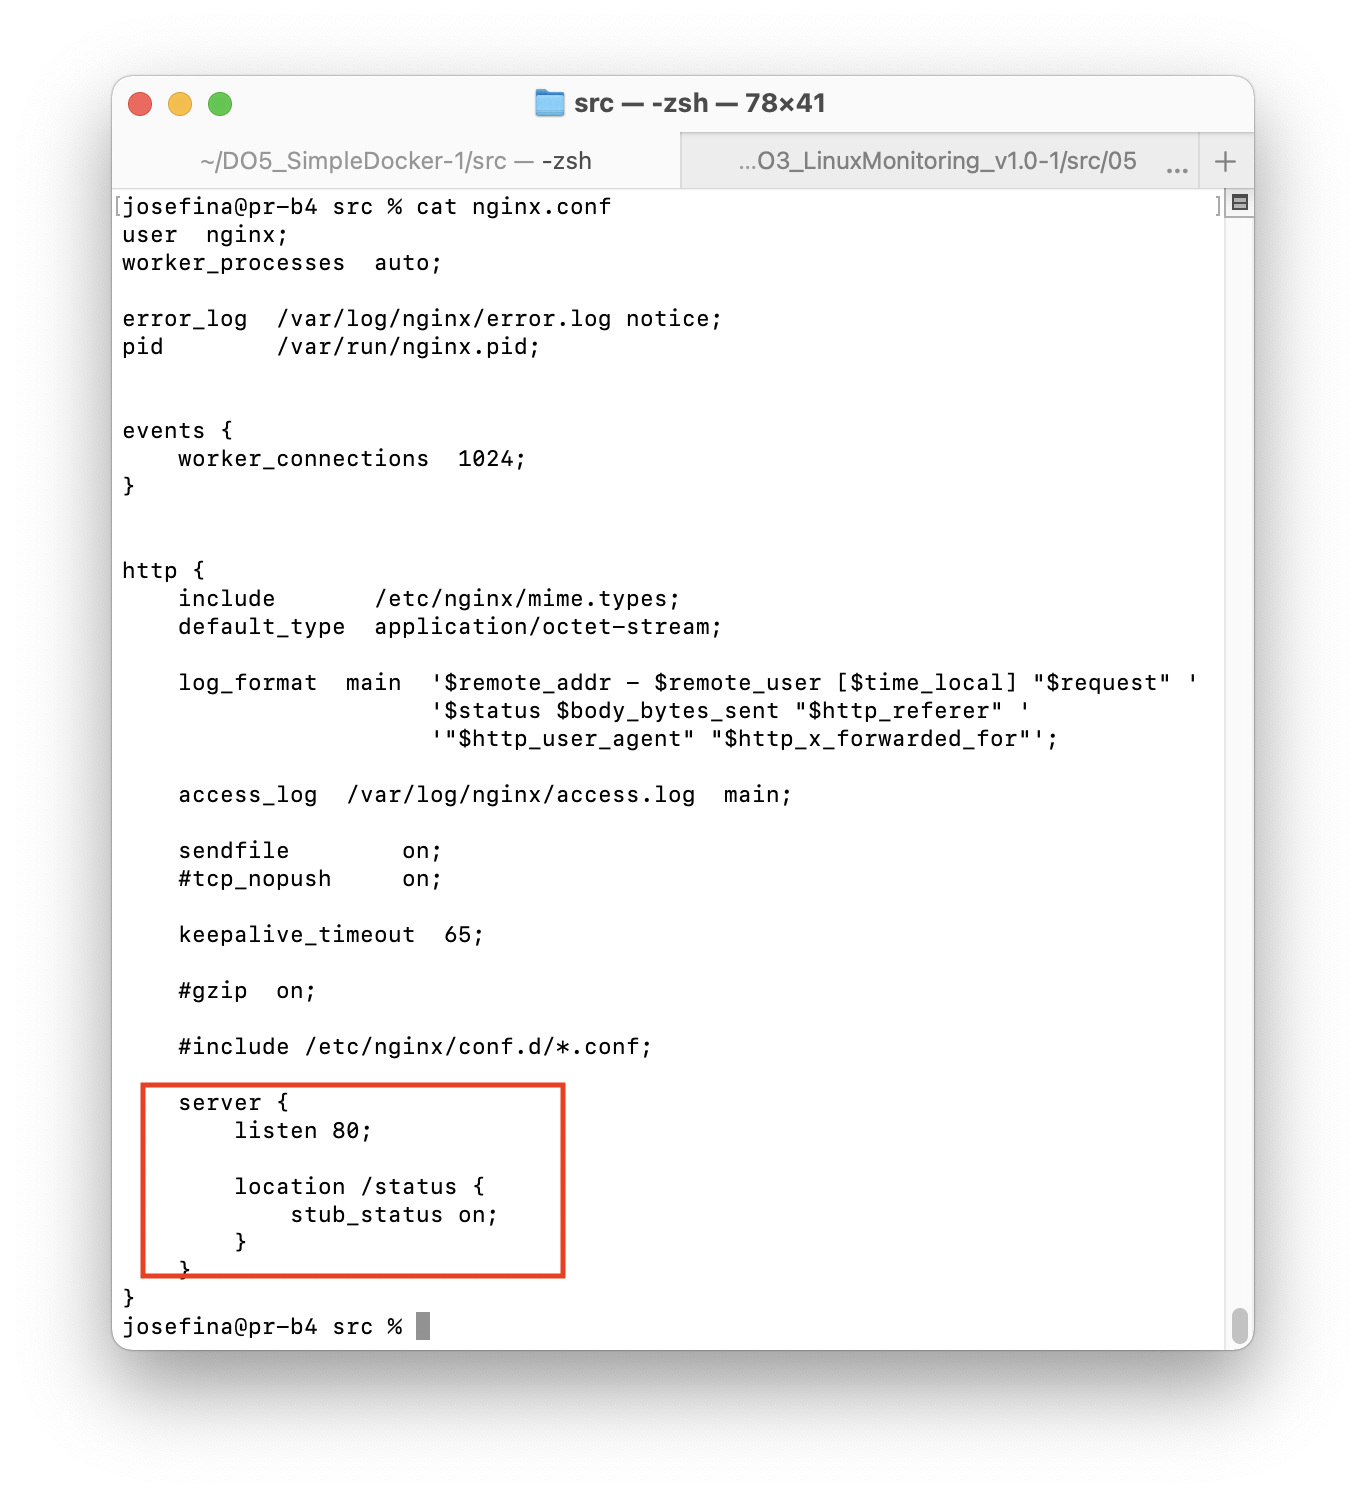 src — -zsh — 78×41
~/DO5_SimpleDocker-1/src — -zsh
...O3_LinuxMonitoring_v1.0-1/src/05 ... +
[josefina@pr-b4 src % cat nginx.conf ]
user  nginx;
worker_processes  auto;

error_log  /var/log/nginx/error.log notice;
pid        /var/run/nginx.pid;


events {
    worker_connections  1024;
}


http {
    include       /etc/nginx/mime.types;
    default_type  application/octet-stream;

    log_format  main  '$remote_addr - $remote_user [$time_local] "$request" '
                      '$status $body_bytes_sent "$http_referer" '
                      '"$http_user_agent" "$http_x_forwarded_for"';

    access_log  /var/log/nginx/access.log  main;

    sendfile        on;
    #tcp_nopush     on;

    keepalive_timeout  65;

    #gzip  on;

    #include /etc/nginx/conf.d/*.conf;

    server {
        listen 80;

        location /status {
            stub_status on;
        }
    }
}
josefina@pr-b4 src %